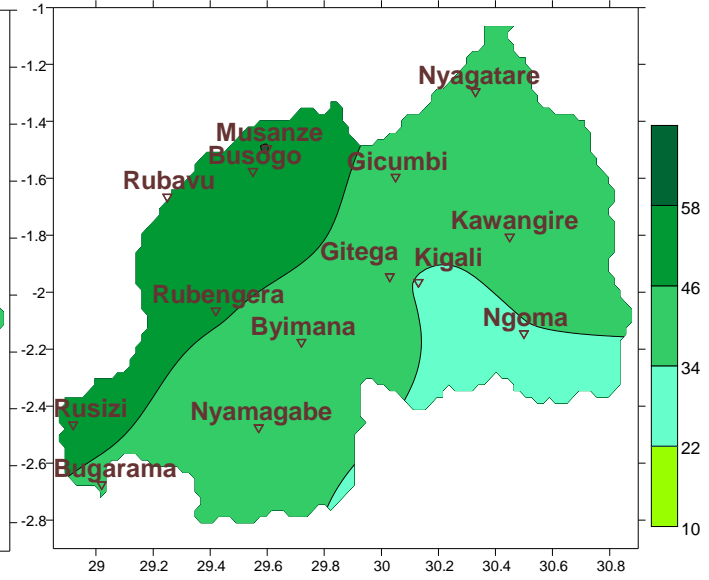 -1
-1.2
Nyagatare
-1.4
Musanze
Busogo
Gicumbi
-1.6
Rubavu
58
-1.8
Kawangire
Gitega
Kigali
-2
46
Rubengera
Ngoma
Byimana
-2.2
34
-2.4
Rusizi
Nyamagabe
22
-2.6
Bugarama
-2.8
10
29
29.2
29.4
29.6
29.8
30
30.2
30.4
30.6
30.8